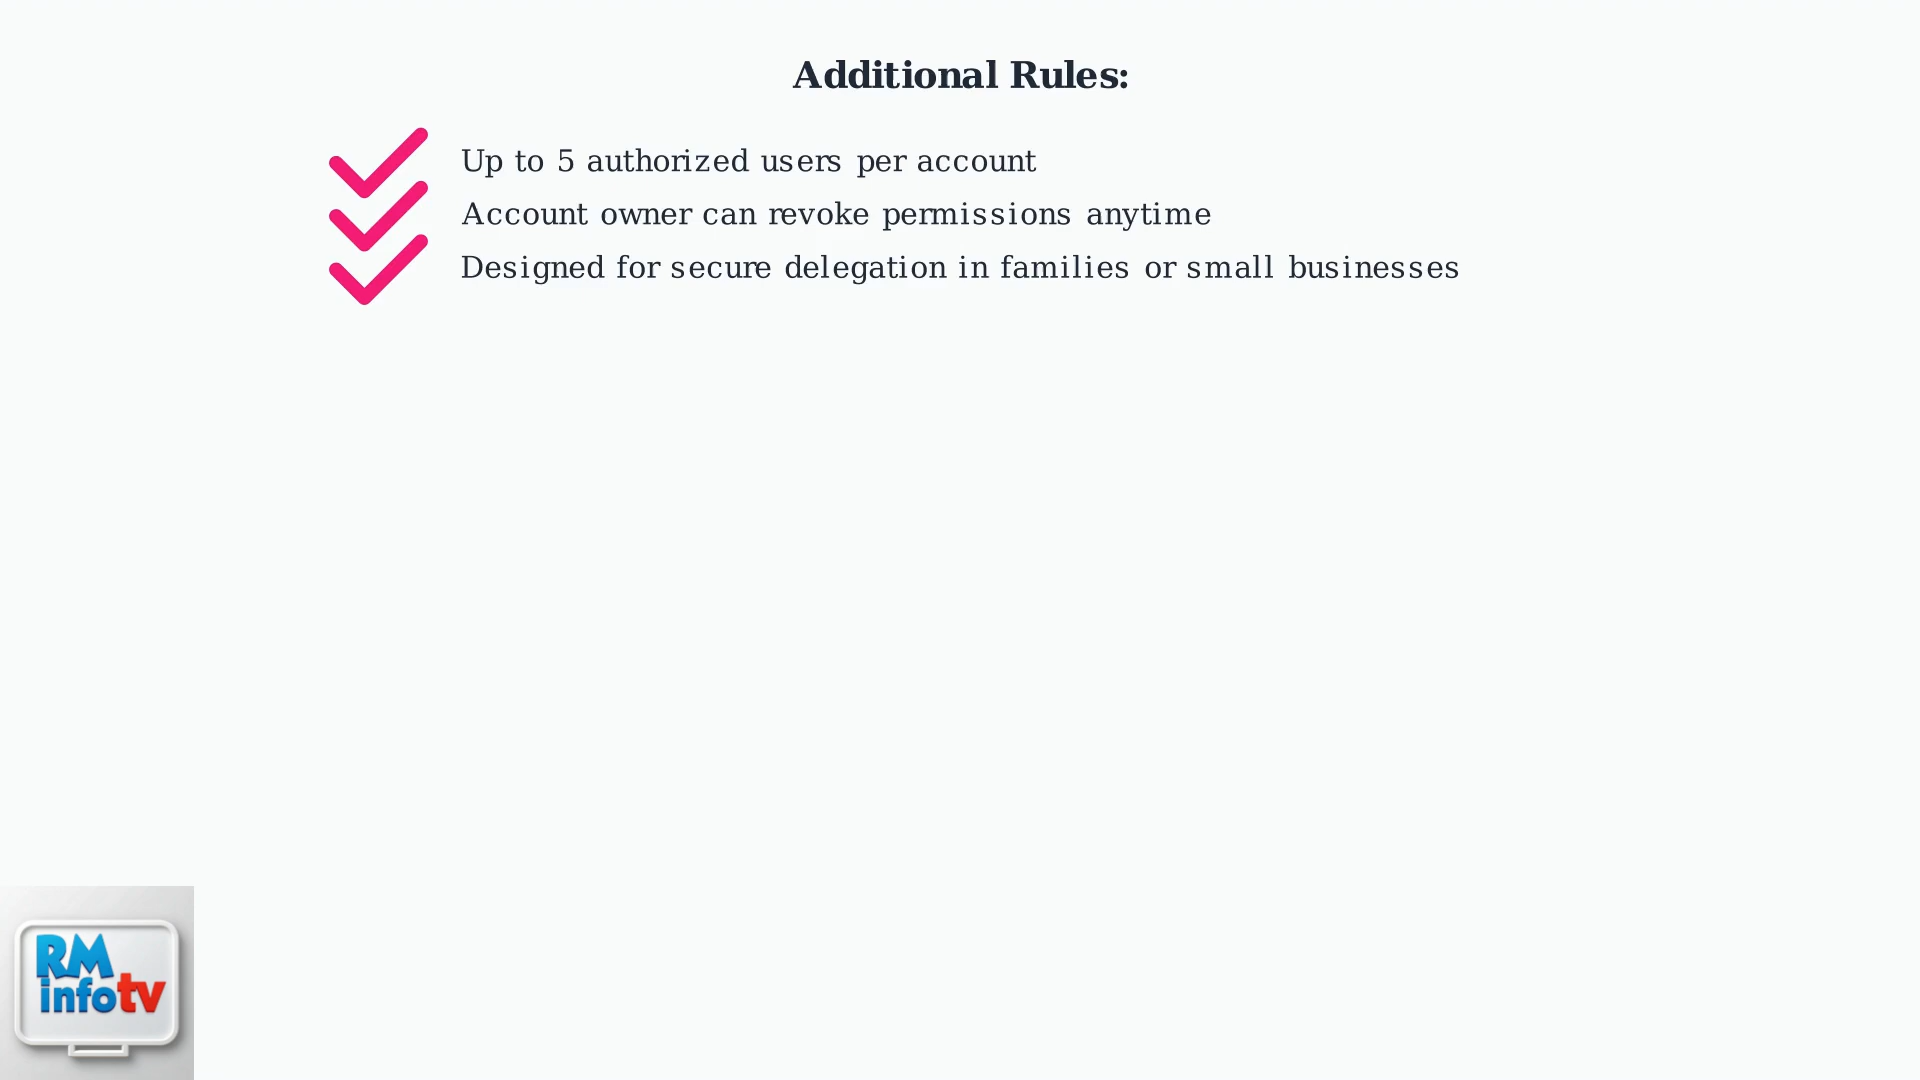 Additional Rules:
Up to 5 authorized users per account
Account owner can revoke permissions anytime
Designed for secure delegation in families or small businesses
RM
infotv